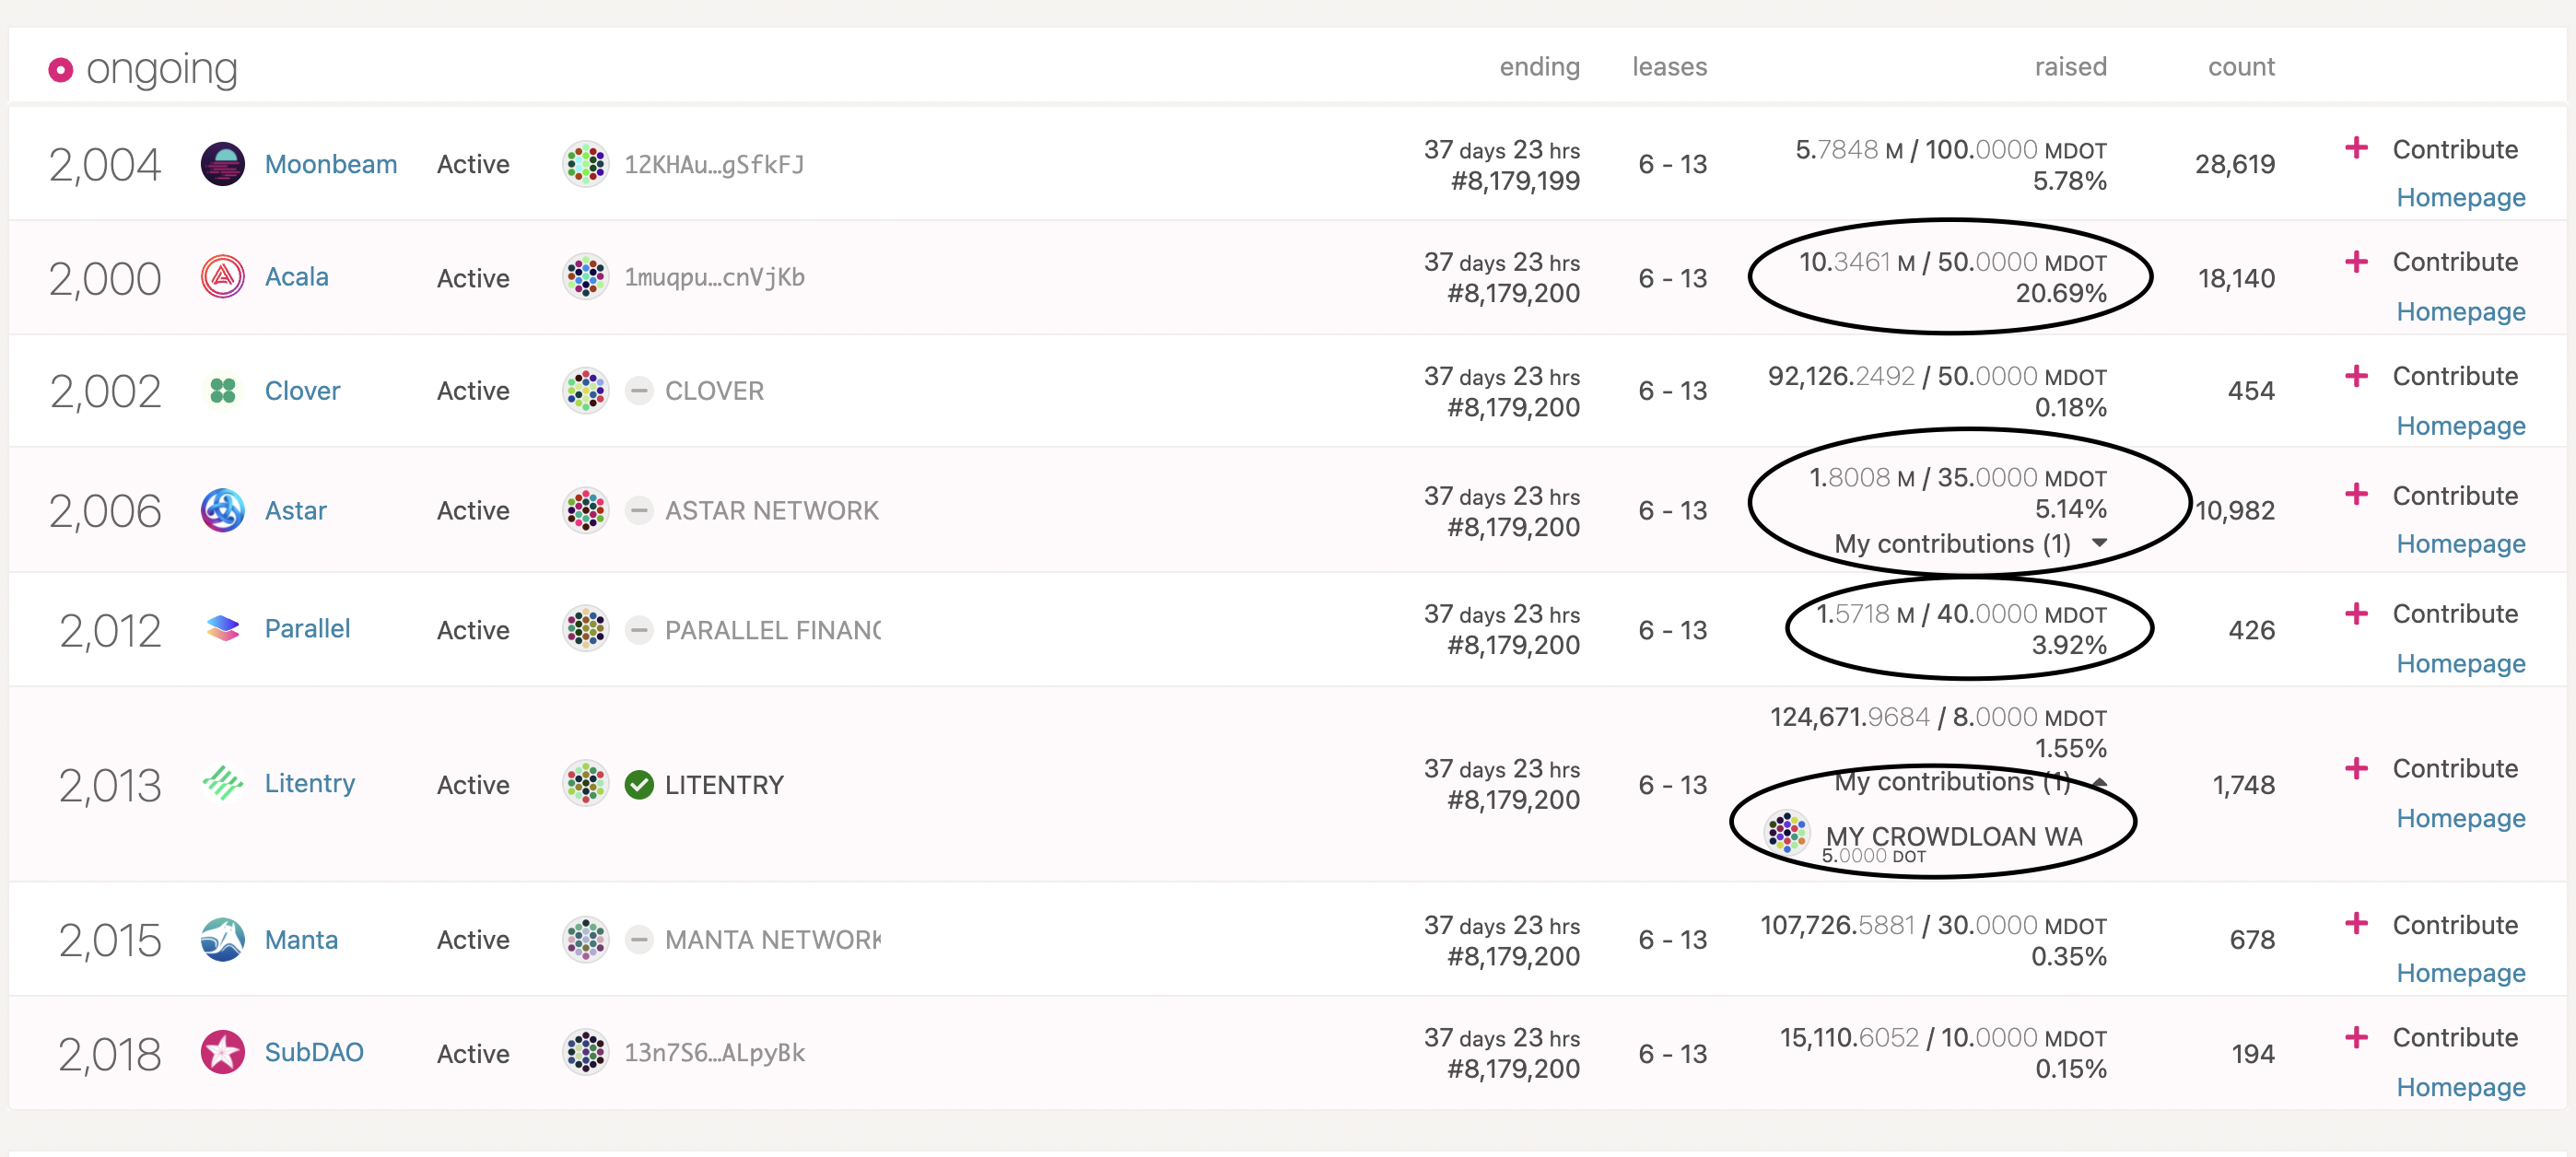 ongoing ending leases raised count
2,004 Moonbeam Active 12KHAu…gSfkFJ 37 days 23 hrs 6 - 13 5.7848 M / 100.0000 MDOT 28,619 + Contribute
#8,179,199 5.78%
Homepage
2,000 Acala Active 1muqpu…cnVjKb 37 days 23 hrs 6 - 13 10.3461 M / 50.0000 MDOT 18,140 + Contribute
#8,179,200 20.69%
Homepage
2,002 Clover Active CLOVER 37 days 23 hrs 6 - 13 92,126.2492 / 50.0000 MDOT 454 + Contribute
#8,179,200 0.18%
Homepage
2,006 Astar Active ASTAR NETWORK 37 days 23 hrs 6 - 13 1.8008 M / 35.0000 MDOT 10,982 + Contribute
#8,179,200 5.14%
My contributions (1) Homepage
2,012 Parallel Active PARALLEL FINANC 37 days 23 hrs 6 - 13 1.5718 M / 40.0000 MDOT 426 + Contribute
#8,179,200 3.92%
Homepage
2,013 Litentry Active LITENTRY 37 days 23 hrs 6 - 13 124,671.9684 / 8.0000 MDOT 1,748 + Contribute
#8,179,200 1.55%
My contributions (1) Homepage
MY CROWDLOAN WA
5.0000 DOT
2,015 Manta Active MANTA NETWORK 37 days 23 hrs 6 - 13 107,726.5881 / 30.0000 MDOT 678 + Contribute
#8,179,200 0.35%
Homepage
2,018 SubDAO Active 13n7S6…ALpyBk 37 days 23 hrs 6 - 13 15,110.6052 / 10.0000 MDOT 194 + Contribute
#8,179,200 0.15%
Homepage